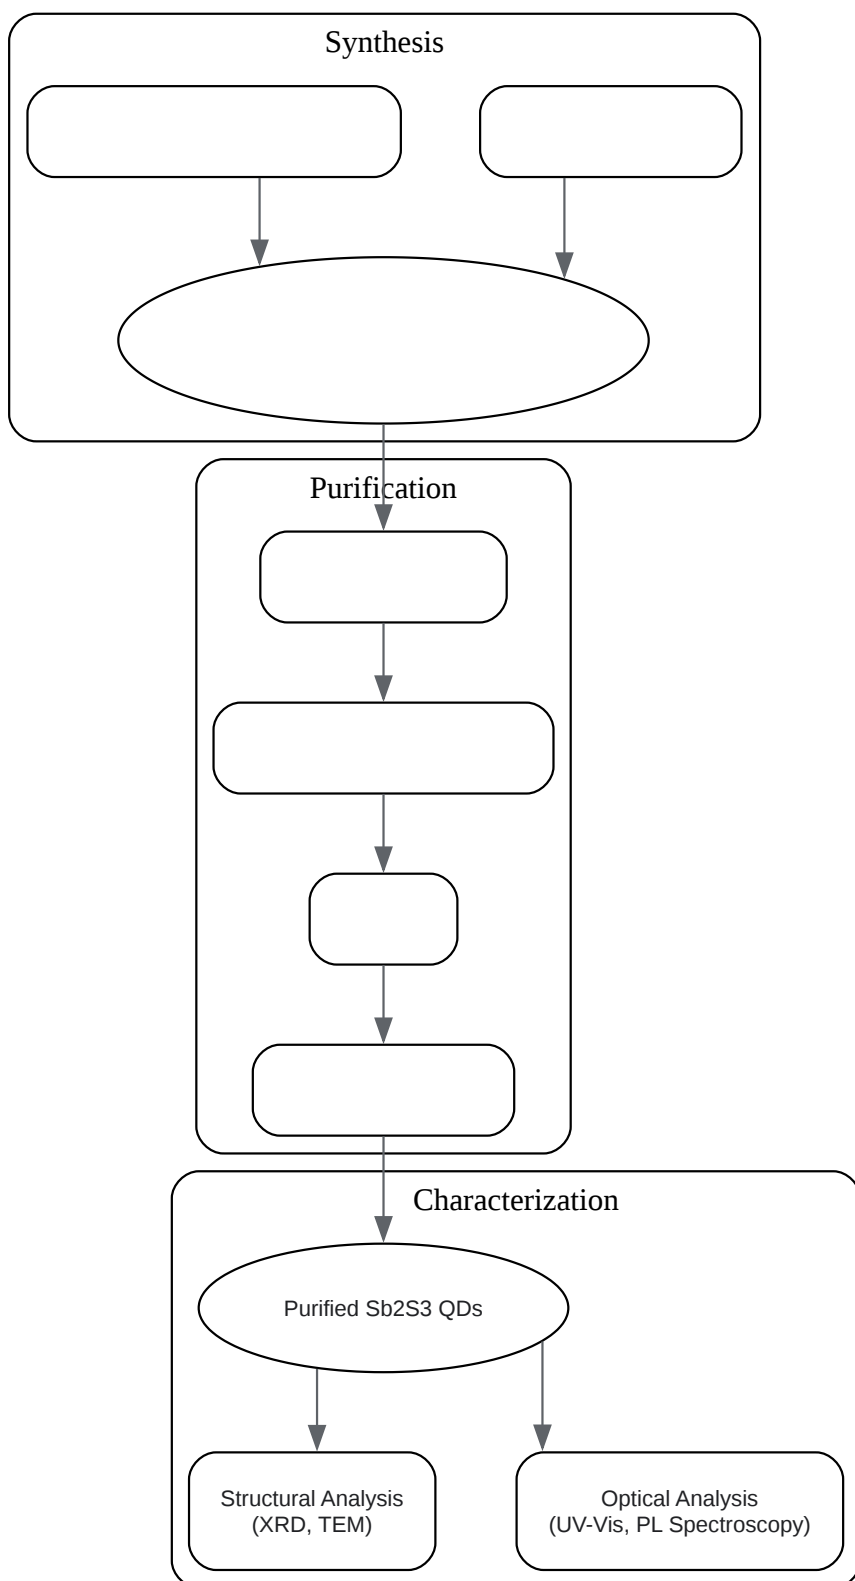 Synthesis
Purification
Characterization
Purified Sb2S3 QDs
Structural Analysis
(XRD, TEM)
Optical Analysis
(UV-Vis, PL Spectroscopy)